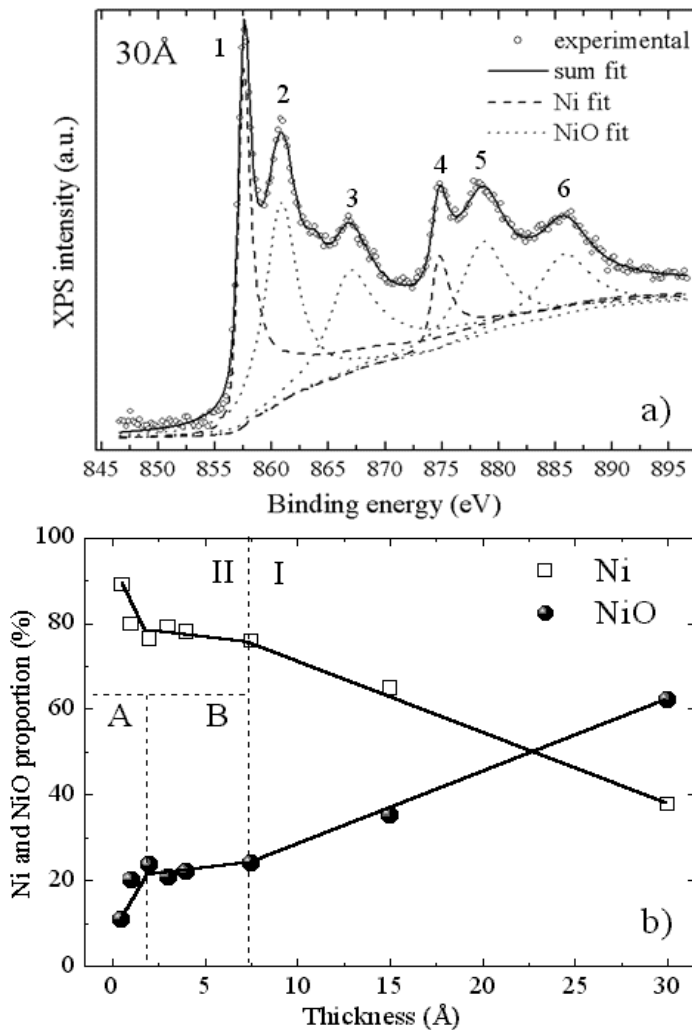 30Å
1
2
3
4
5
6
experimental
sum fit
Ni fit
NiO fit
XPS intensity (a.u.)
a)
845 850 855 860 865 870 875 880 885 890 895
Binding energy (eV)
100
80
60
40
20
0
Ni and NiO proportion (%)
II I
Ni
NiO
A B
b)
0 5 10 15 20 25 30
Thickness (Å)